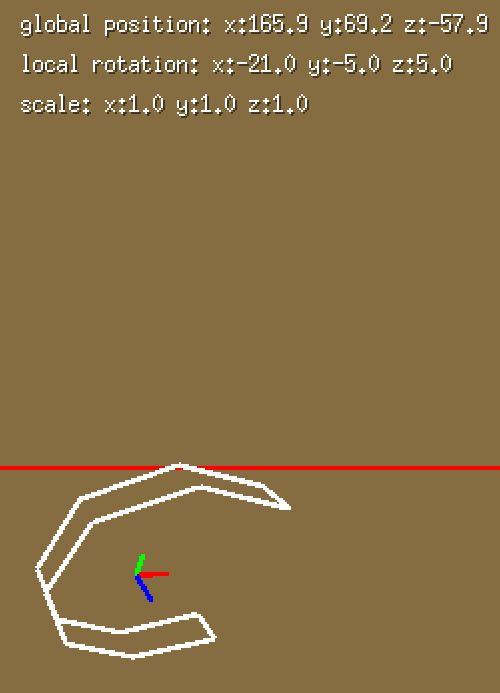 global position: x:165.9 y:69.2 z:-57.9
local rotation: x:-21.0 y:-5.0 z:5.0
scale: x:1.0 y:1.0 z:1.0